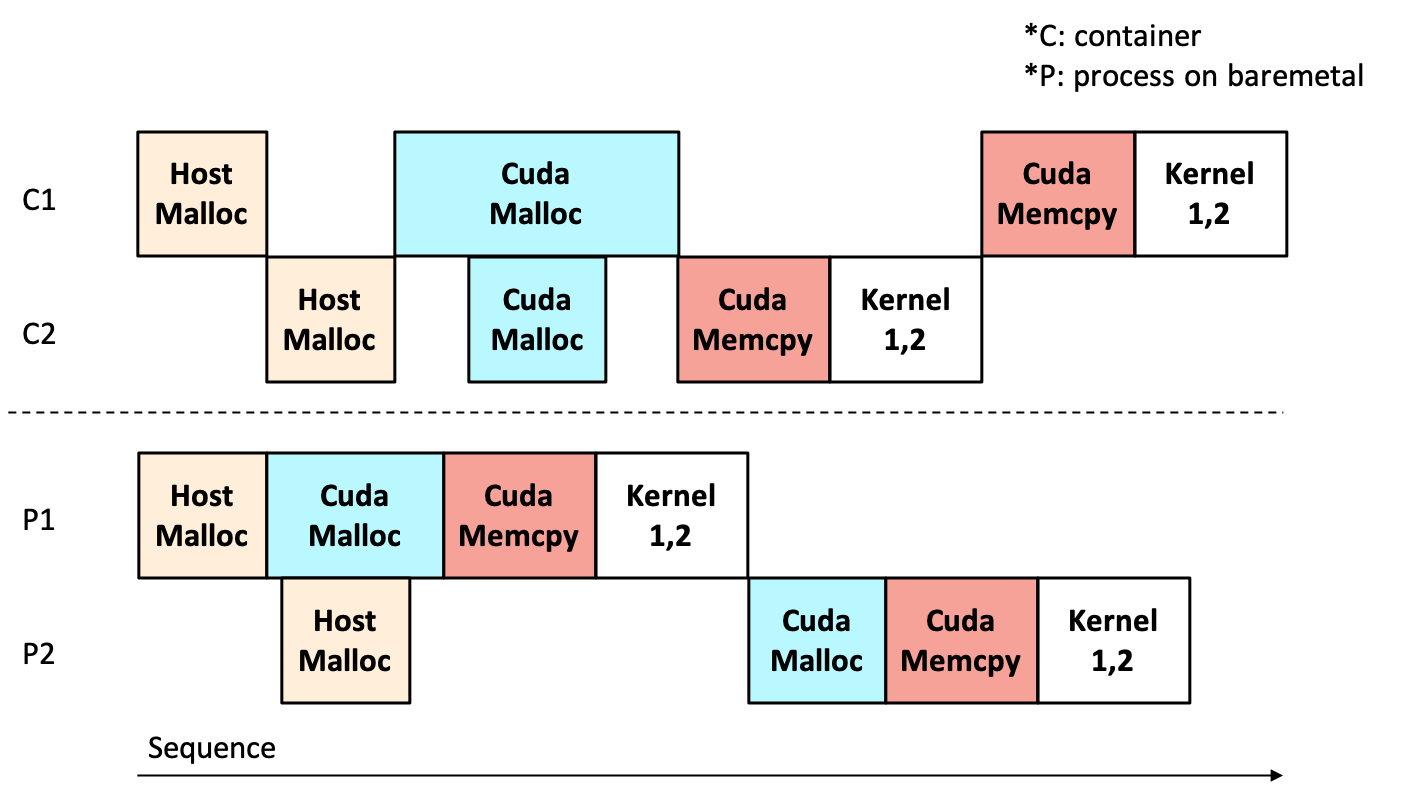 *C: container
*P: process on baremetal
C1
Host
Malloc
Cuda
Malloc
Cuda
Memcpy
Kernel
1,2
C2
Host
Malloc
Cuda
Malloc
Cuda
Memcpy
Kernel
1,2
P1
Host
Malloc
Cuda
Malloc
Cuda
Memcpy
Kernel
1,2
P2
Host
Malloc
Cuda
Malloc
Cuda
Memcpy
Kernel
1,2
Sequence